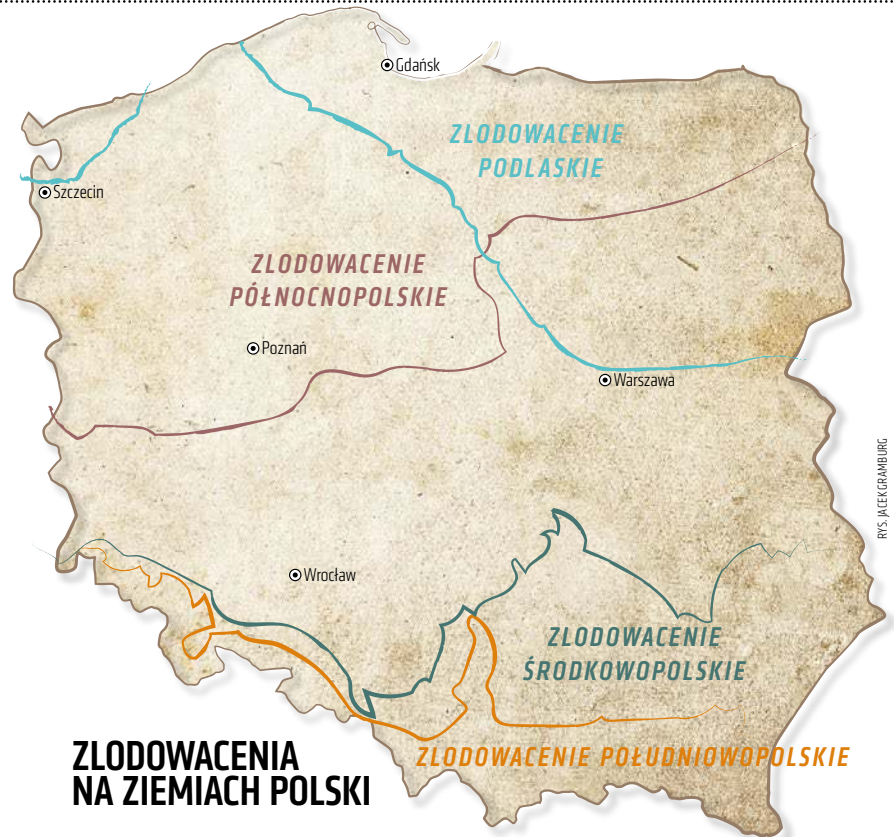 Gdańsk
ZLODOWACENIE
PODLASKIE
Szczecin
ZLODOWACENIE
PÓŁNOCNOPOLSKIE
Poznań
Warszawa
RYS. JACEK GRAMBURG
Wrocław
ZLODOWACENIE
ŚRODKOWOPOLSKIE
ZLODOWACENIE POŁUDNIOWOPOLSKIE
ZLODOWACENIA
NA ZIEMIACH POLSKI